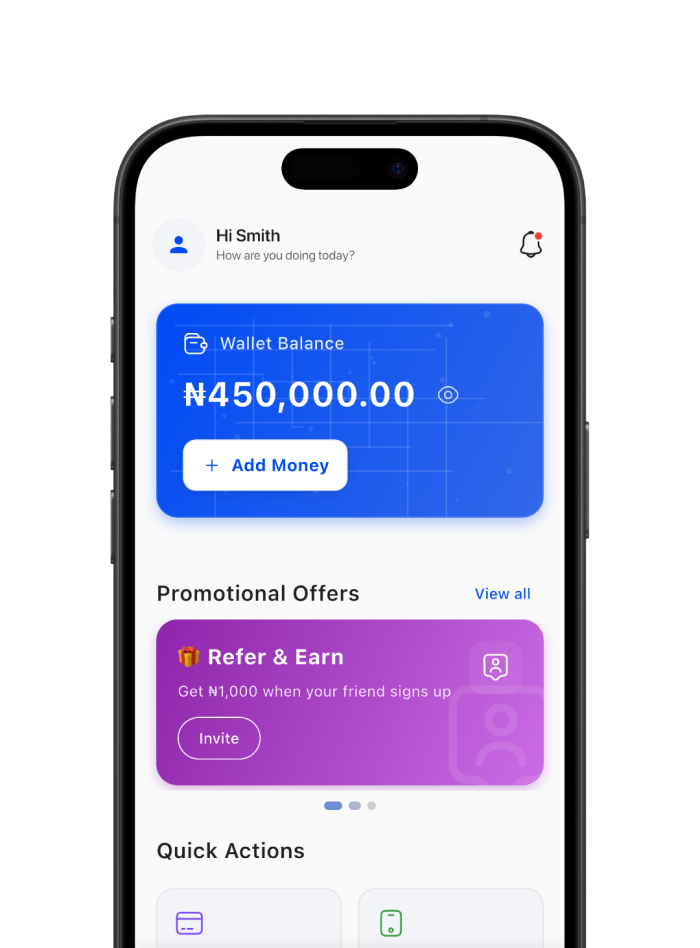 Hi Smith
How are you doing today?
Wallet Balance
₦450,000.00
+ Add Money
Promotional Offers
View all
🎁 Refer & Earn
Get ₦1,000 when your friend signs up
Invite
Quick Actions